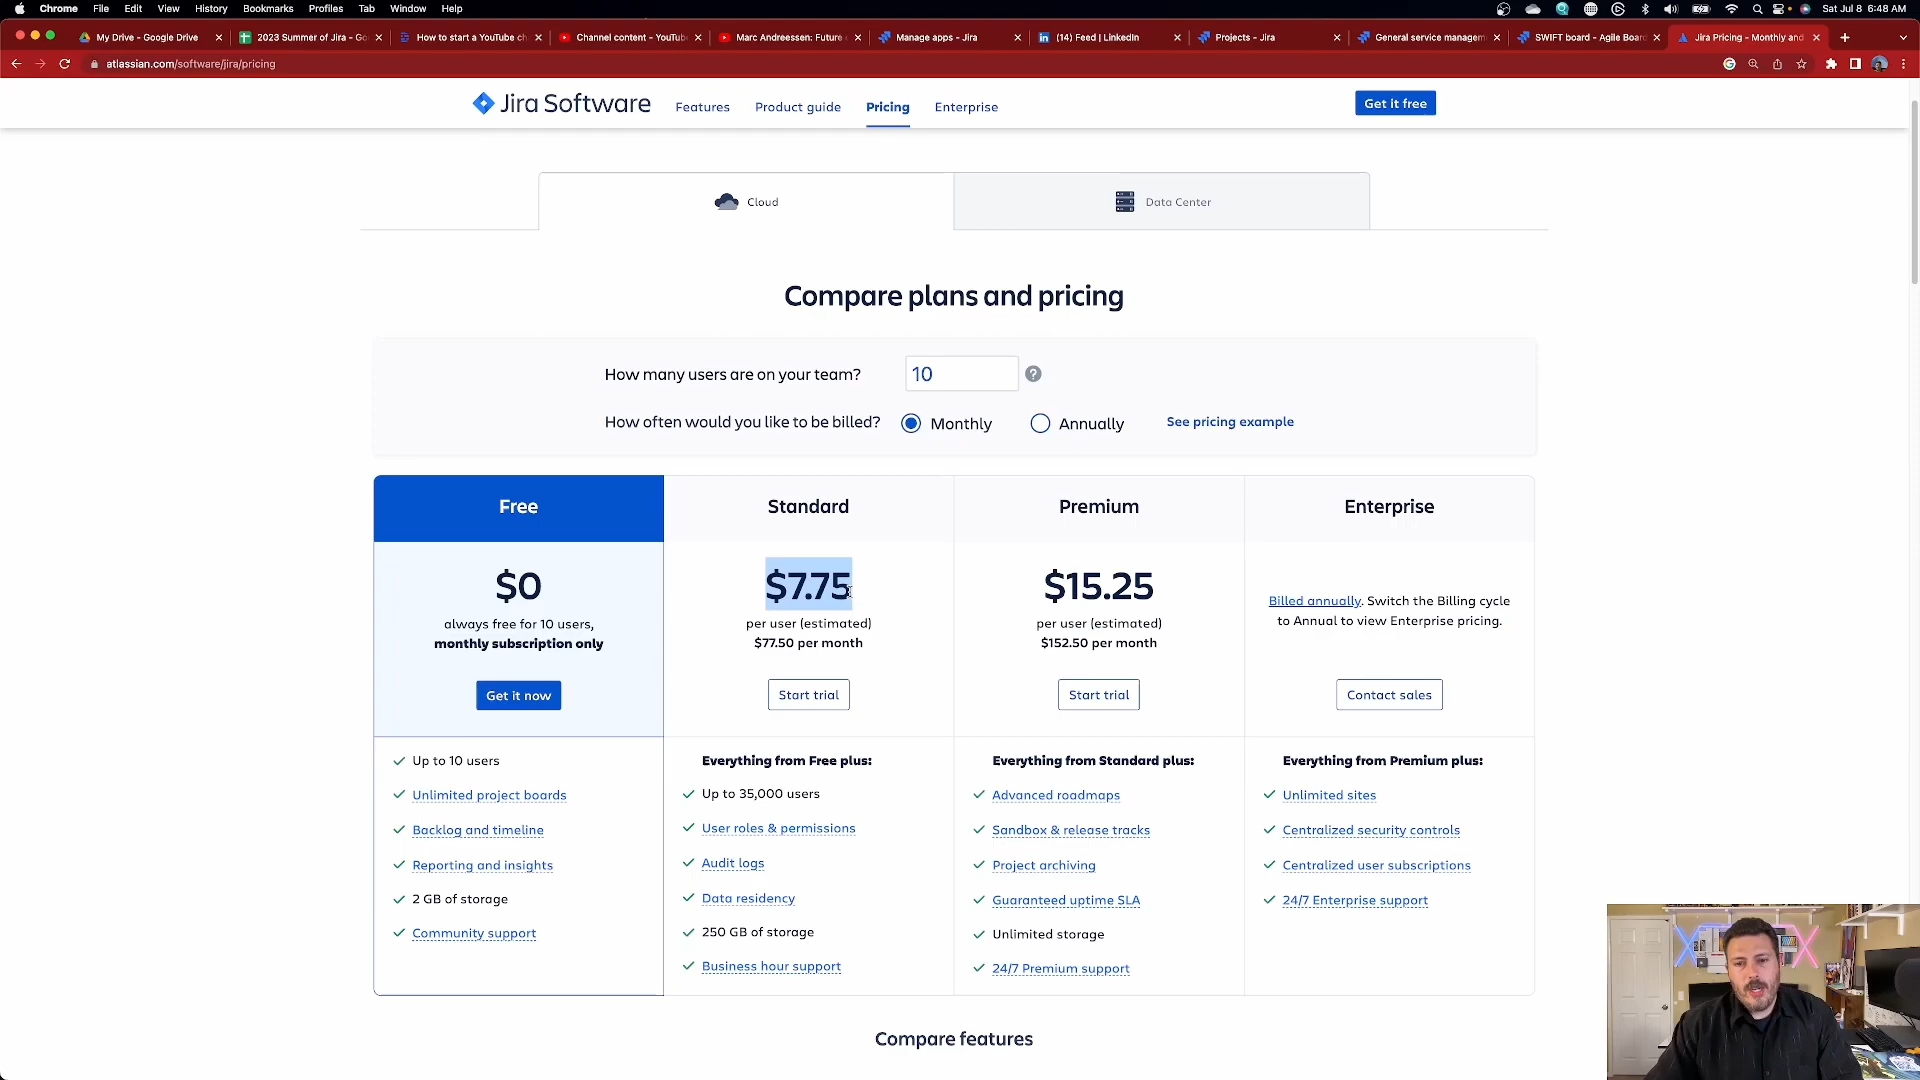 Chrome File Edit View History Bookmarks Profiles Tab Window Help
Sat Jul 8 6:48 AM
My Drive - Google Drive
2023 Summer of Jira - Go
How to start a YouTube ch
Channel content - YouTube
Marc Andreessen: Future
Manage apps - Jira
(14) Feed | LinkedIn
Projects - Jira
General service managem
SWIFT board - Agile Board
Jira Pricing - Monthly and
atlassian.com/software/jira/pricing
Jira Software
Features
Product guide
Pricing
Enterprise
Get it free
Cloud
Data Center
Compare plans and pricing
How many users are on your team?
10
?
How often would you like to be billed?
Monthly
Annually
See pricing example
Free
$0
always free for 10 users,
monthly subscription only
Get it now
Up to 10 users
Unlimited project boards
Backlog and timeline
Reporting and insights
2 GB of storage
Community support
Standard
$7.75
per user (estimated)
$77.50 per month
Start trial
Everything from Free plus:
Up to 35,000 users
User roles & permissions
Audit logs
Data residency
250 GB of storage
Business hour support
Premium
$15.25
per user (estimated)
$152.50 per month
Start trial
Everything from Standard plus:
Advanced roadmaps
Sandbox & release tracks
Project archiving
Guaranteed uptime SLA
Unlimited storage
24/7 Premium support
Enterprise
Billed annually. Switch the Billing cycle
to Annual to view Enterprise pricing.
Contact sales
Everything from Premium plus:
Unlimited sites
Centralized security controls
Centralized user subscriptions
24/7 Enterprise support
Compare features